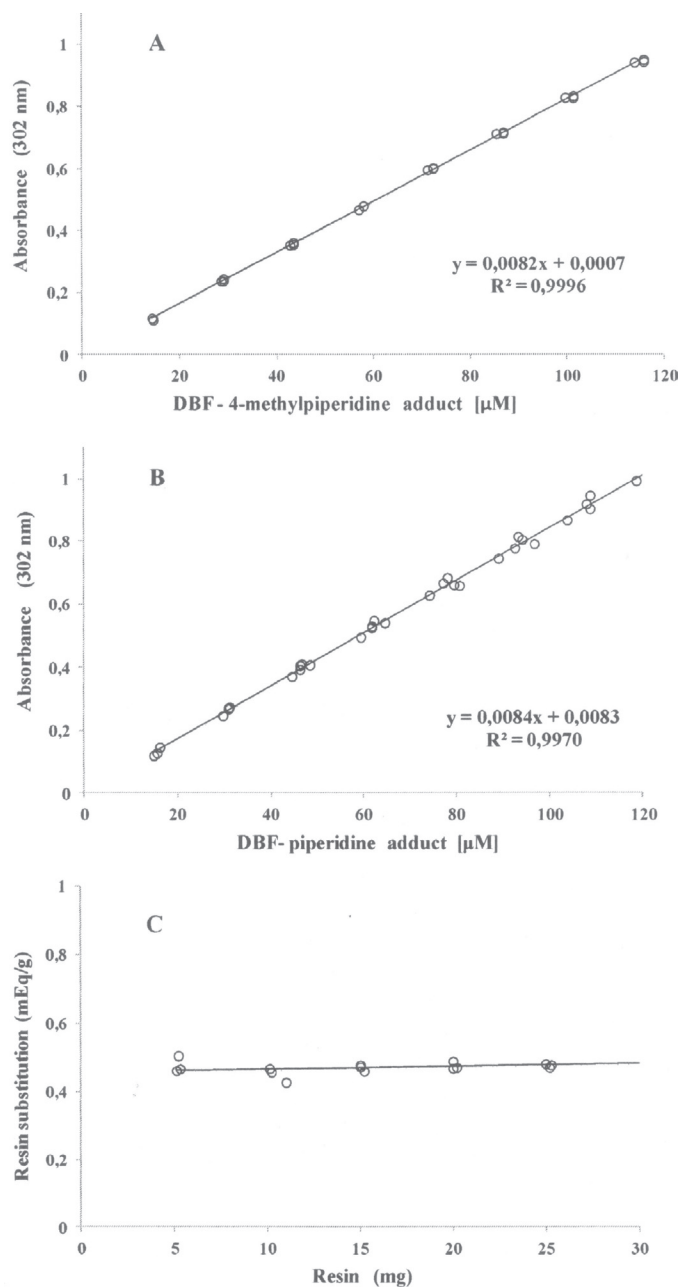 A
1
0,8
0,6
0,4
0,2
0
Absorbance (302 nm)
y = 0,0082x + 0,0007
R² = 0,9996
0 20 40 60 80 100 120
DBF- 4-methylpiperidine adduct [µM]
B
1
0,8
0,6
0,4
0,2
0
Absorbance (302 nm)
y = 0,0084x + 0,0083
R² = 0,9970
0 20 40 60 80 100 120
DBF- piperidine adduct [µM]
C
1
0,8
0,6
0,4
0,2
0
Resin substitution (mEq/g)
0 5 10 15 20 25 30
Resin (mg)